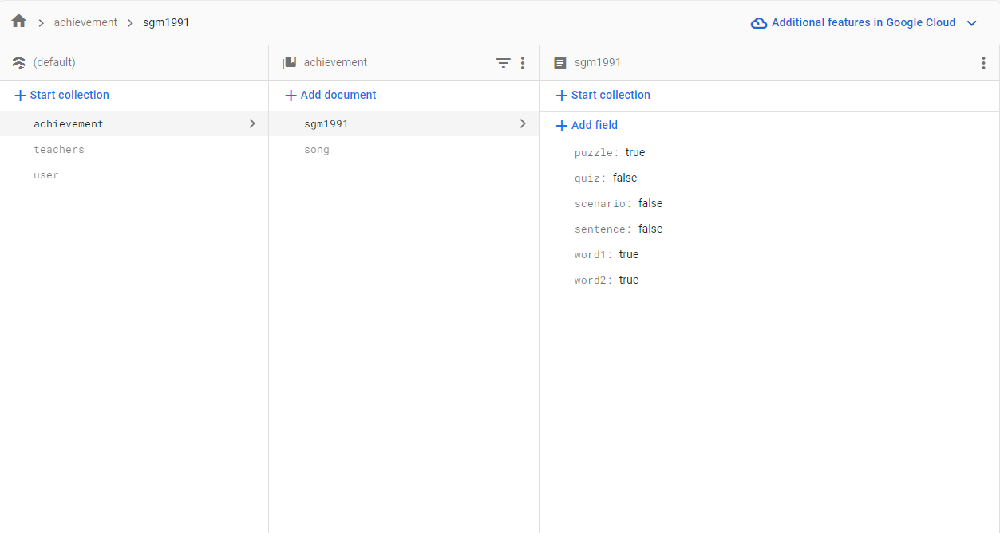 achievement
sgm1991
Additional features in Google Cloud
(default)
Start collection
achievement
teachers
user
achievement
Add document
sgm1991
song
sgm1991
Start collection
Add field
puzzle: true
quiz: false
scenario: false
sentence: false
word1: true
word2: true